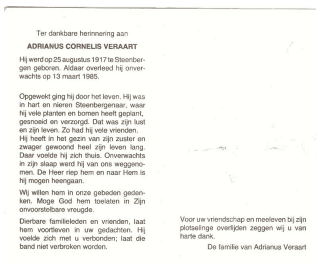 Ter dankbare herinnering aan
ADRIANUS CORNELIS VERAART
Hij werd op 25 augustus 1917 te Steenber-
gen geboren. Aldaar overleed hij onver-
wachts op 13 maart 1985.
Opgewekt ging hij door het leven. Hij was
in hart en nieren Steenbergenaar, waar
hij vele planten en bomen heeft geplant,
gesnoeid en verzorgd. Dat was zijn lust
en zijn leven. Zo had hij vele vrienden.
Hij heeft in het gezin van zijn zuster en
zwager gewoond heel zijn leven lang.
Daar voelde hij zich thuis. Onverwachts
in zijn slaap werd hij van ons weggeno-
men. De Heer riep hem en naar Hem is
hij mogen heengaan.
Wij willen hem in onze gebeden geden-
ken. Moge God hem toelaten in Zijn
onvoorstelbare vreugde.
Dierbare familieleden en vrienden, laat
hem voortleven in uw gedachten. Hij
voelde zich met u verbonden; laat die
band niet verbroken worden.
Voor uw vriendschap en meeleven bij zijn
plotselinge overlijden zeggen wij u van
harte dank.
De familie van Adrianus Veraart